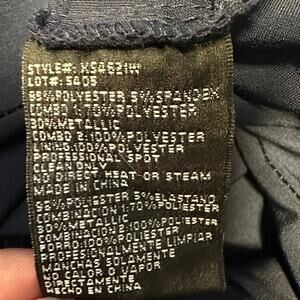 STYLE#: XS4621W
LOT#: 5405
95%POLYESTER 5%SPANDEX
COMBO 1:70%POLYESTER
30%METALLIC
COMBO 2:100%POLYESTER
LINING:100%POLYESTER
PROFESSIONAL SPOT
CLEAN ONLY
NO DIRECT HEAT OR STEAM
MADE IN CHINA
95%POLIESTER 5%ELASTANO
COMBINACION 1:70%POLIESTER
30%METALICO
COMBINACION 2:100%POLIESTER
FORRO:100%POLIESTER
PROFESIONALMENTE LIMPIAR
MANCHAS SOLAMENTE
NO CALOR O VAPOR
DIRECTAMENTE
HECHO EN CHINA